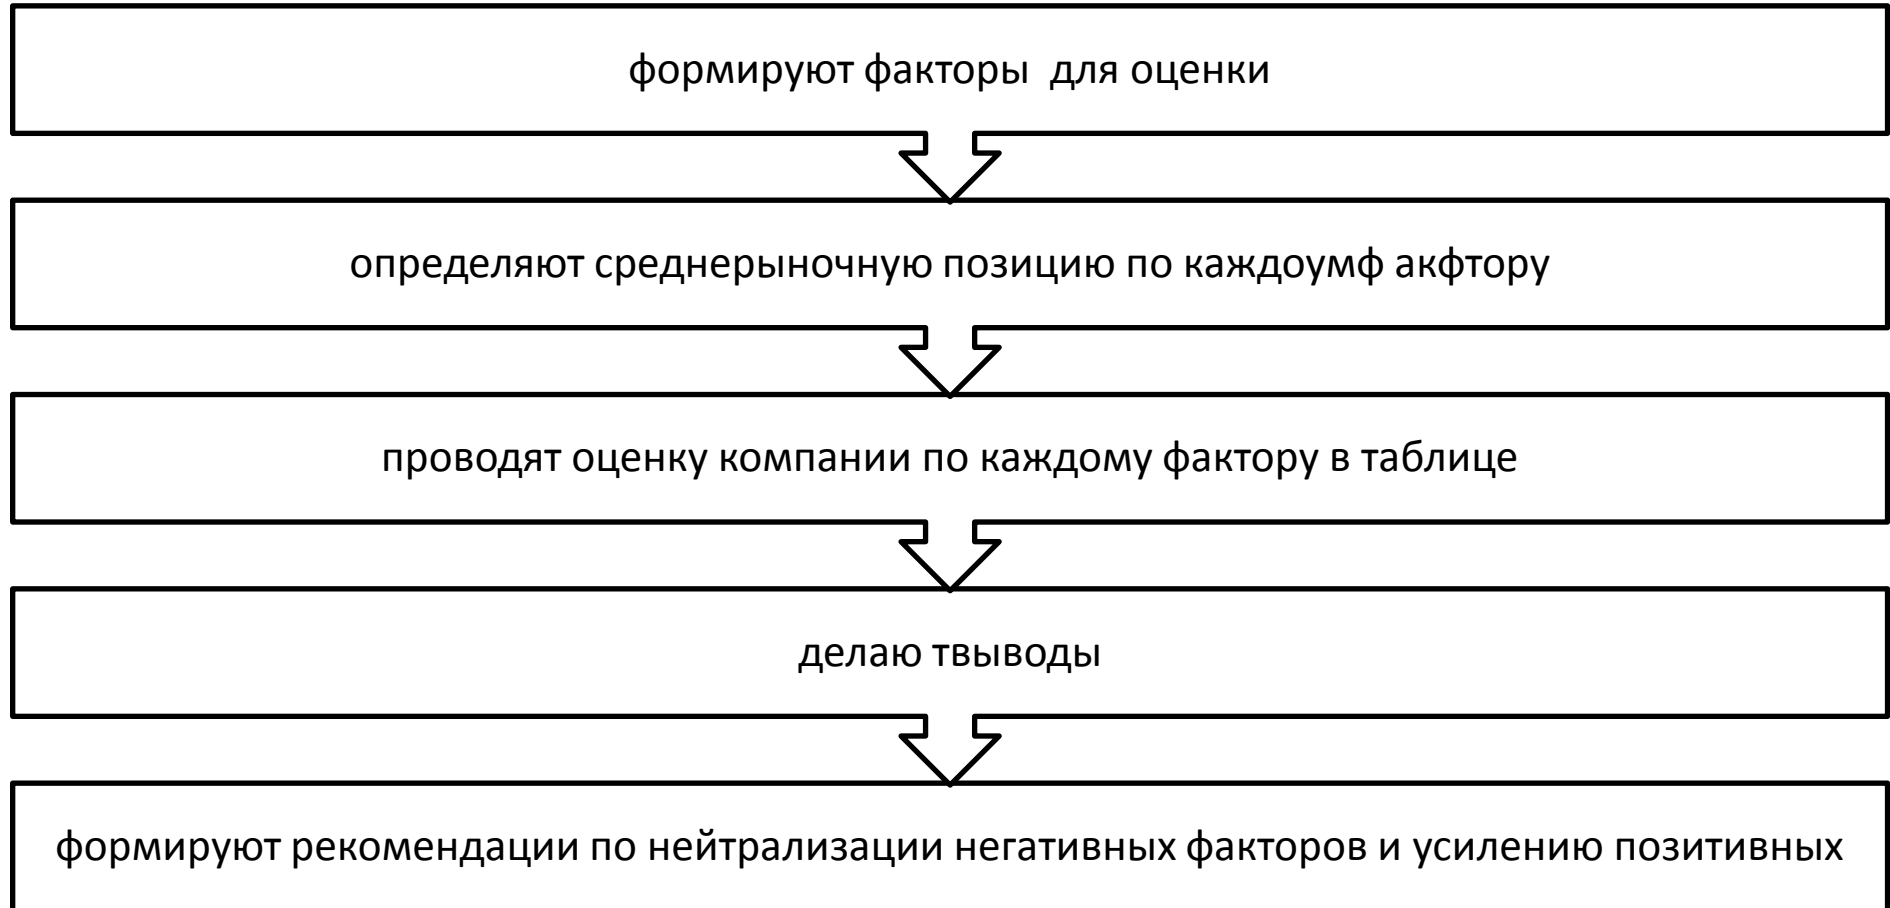 формируют факторы  для оценки
определяют среднерыночную позицию по каждоумф акфтору
проводят оценку компании по каждому фактору в таблице
делаю твыводы
формируют рекомендации по нейтрализации негативных факторов и усилению позитивных